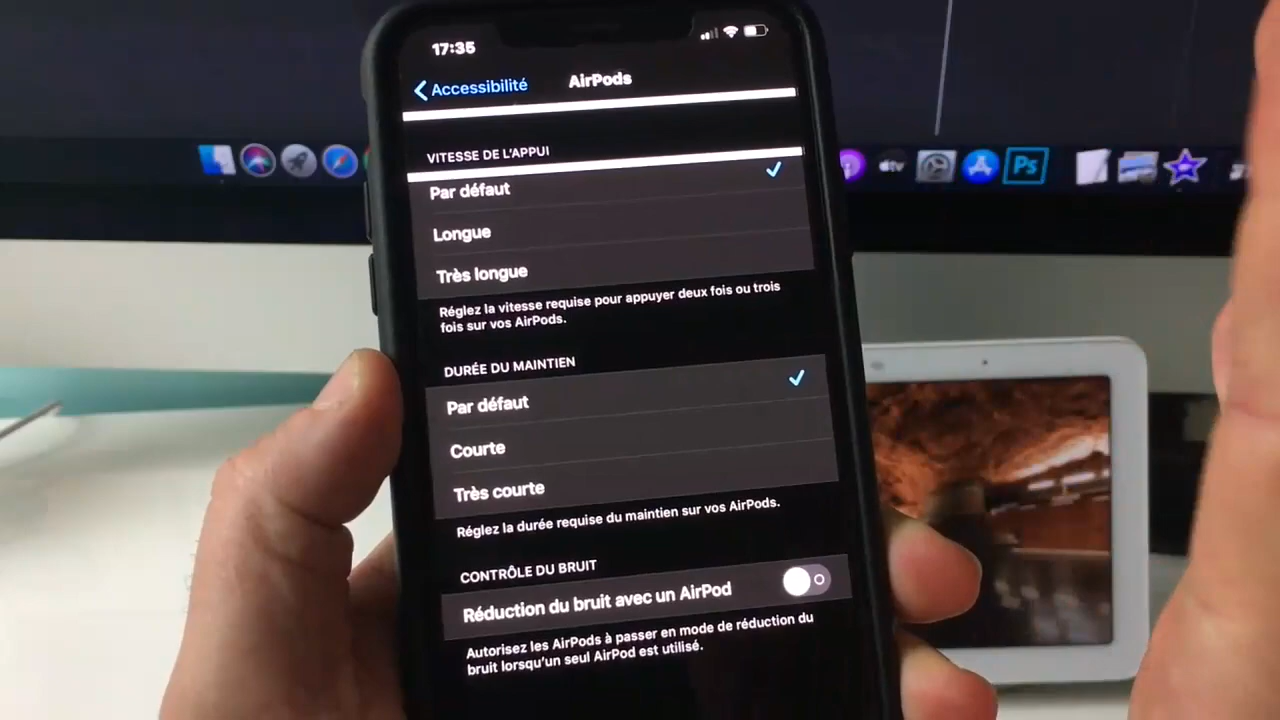 17:35
Accessibilité
AirPods
VITESSE DE L'APPUI
Par défaut
Longue
Très longue
Réglez la vitesse requise pour appuyer deux fois ou trois
fois sur vos AirPods.
DURÉE DU MAINTIEN
Par défaut
Courte
Très courte
Réglez la durée requise du maintien sur vos AirPods.
CONTRÔLE DU BRUIT
Réduction du bruit avec un AirPod
Autorisez les AirPods à passer en mode de réduction du
bruit lorsqu'un seul AirPod est utilisé.
tv
Ps